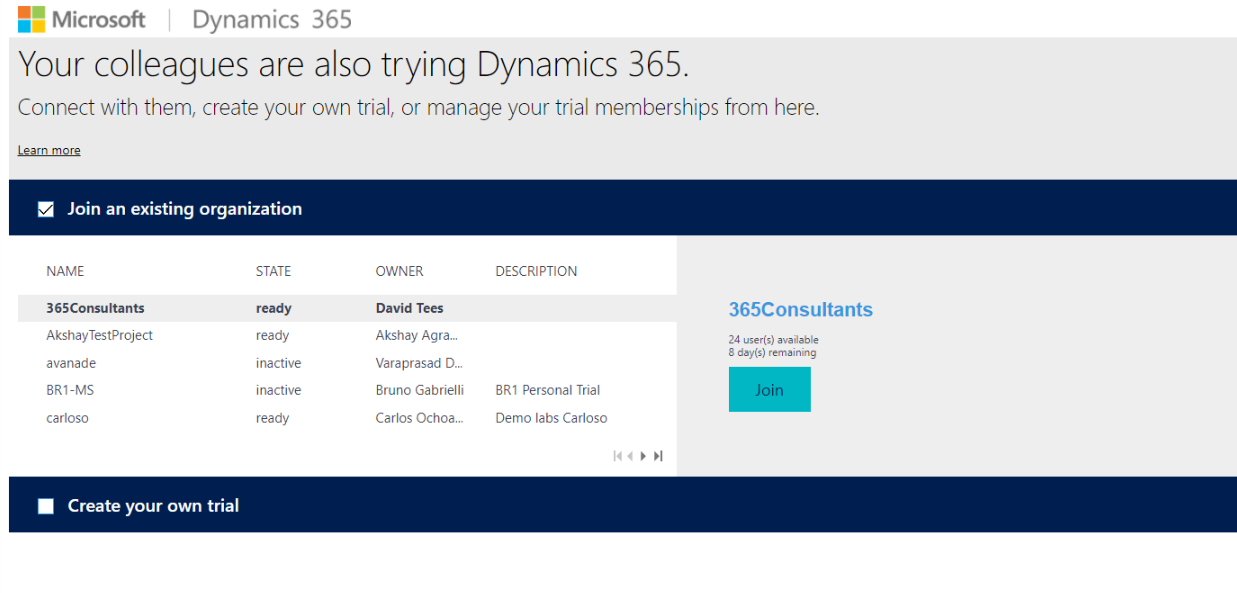 Microsoft | Dynamics 365
Your colleagues are also trying Dynamics 365.
Connect with them, create your own trial, or manage your trial memberships from here.
Learn more
Join an existing organization
NAME STATE OWNER DESCRIPTION
365Consultants ready David Tees
AkshayTestProject ready Akshay Agra...
avanade inactive Varaprasad D...
BR1-MS inactive Bruno Gabrielli BR1 Personal Trial
carloso ready Carlos Ochoa... Demo labs Carloso
365Consultants
24 user(s) available
8 day(s) remaining
Join
Create your own trial